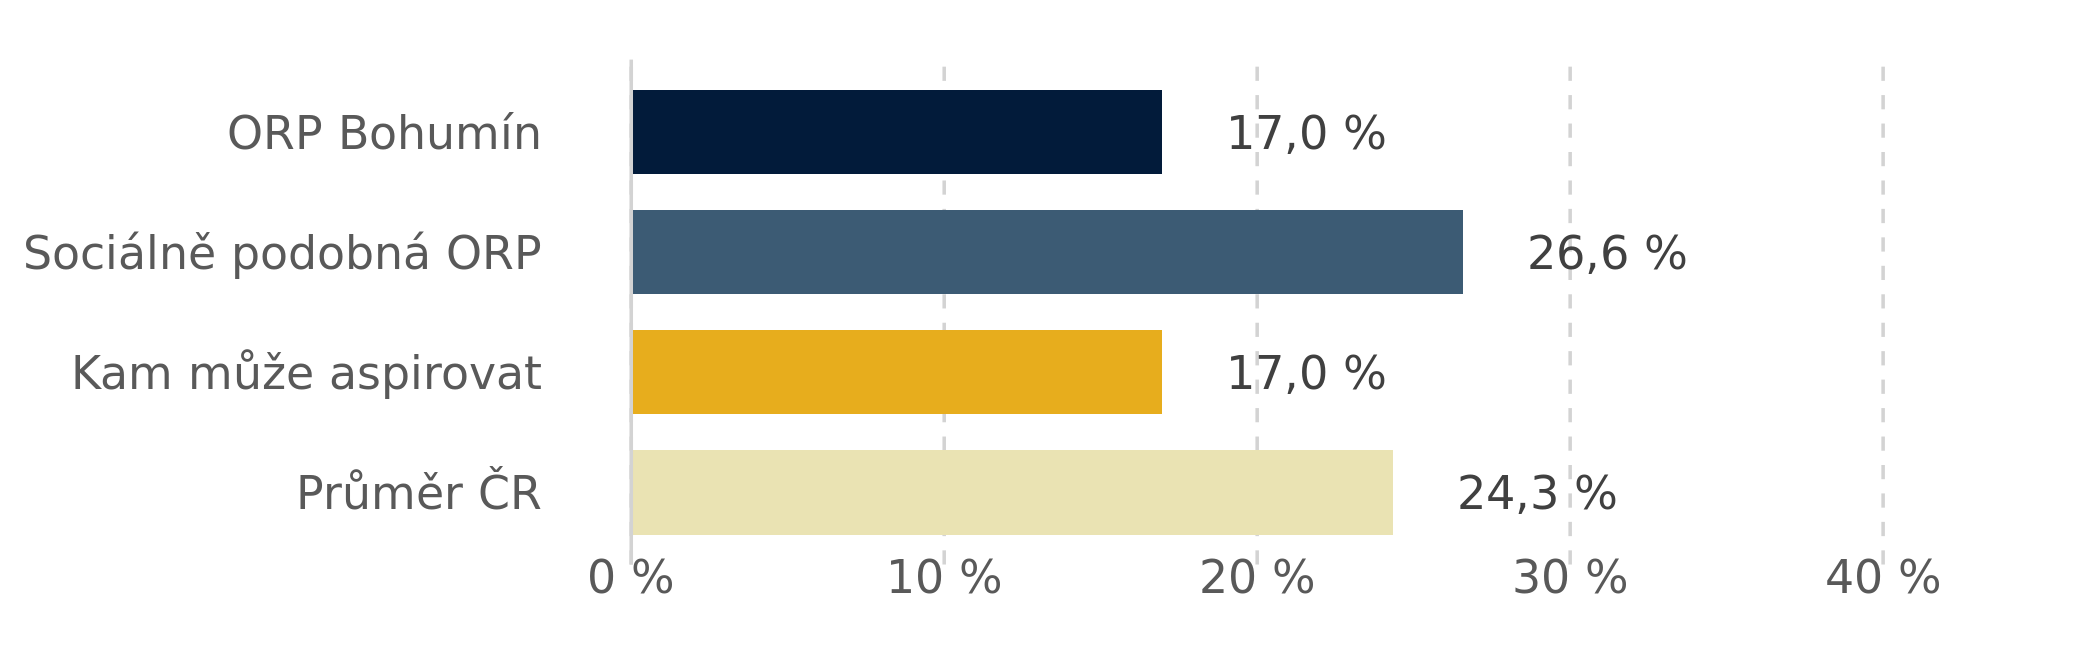 ORP Bohumín 17,0 %
Sociálně podobná ORP 26,6 %
Kam může aspirovat 17,0 %
Průměr ČR 24,3 %
0 % 10 % 20 % 30 % 40 %